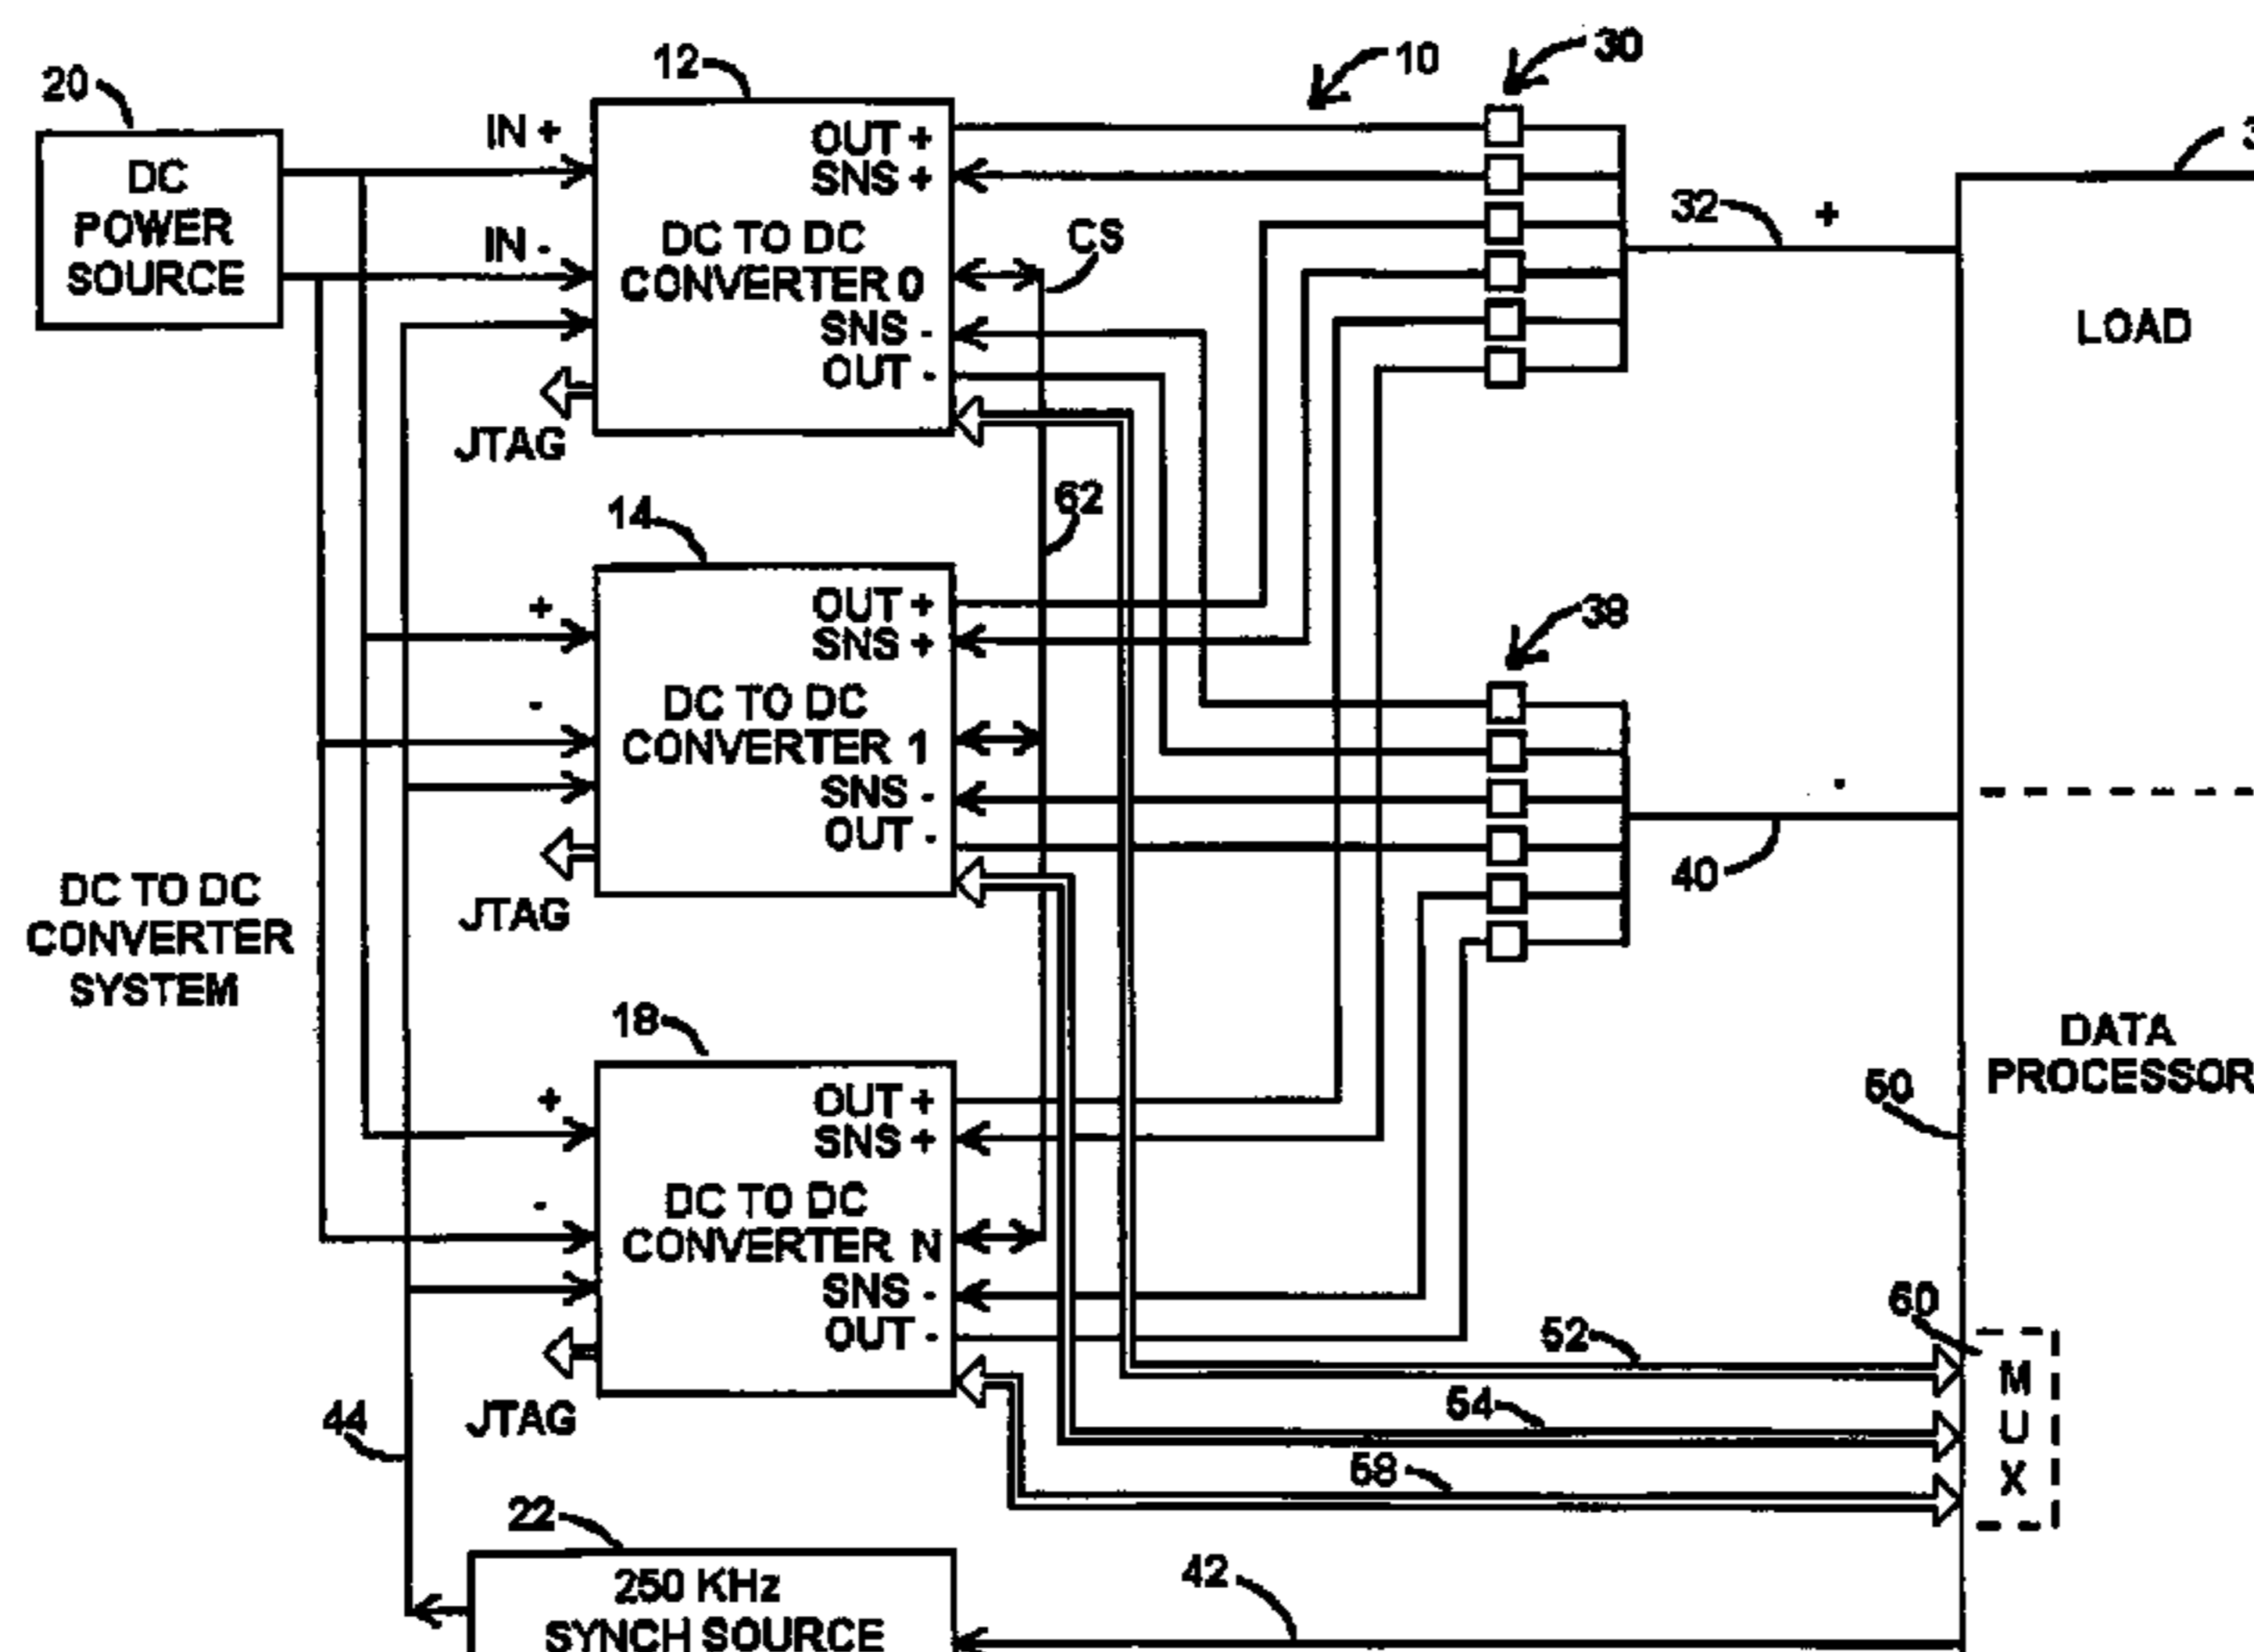 20
12
10
30
IN +
OUT +
SNS +
DC
POWER
SOURCE
IN -
DC TO DC
CONVERTER 0
CS
32
+
LOAD
SNS -
OUT -
JTAG
14
62
+
OUT +
SNS +
38
-
DC TO DC
CONVERTER 1
SNS -
OUT -
-
40
JTAG
DC TO DC
CONVERTER
SYSTEM
18
DATA
PROCESSOR
50
+
OUT +
SNS +
-
DC TO DC
CONVERTER N
SNS -
OUT -
60
52
M
U
X
JTAG
44
54
58
22
250 KHz
SYNCH SOURCE
42